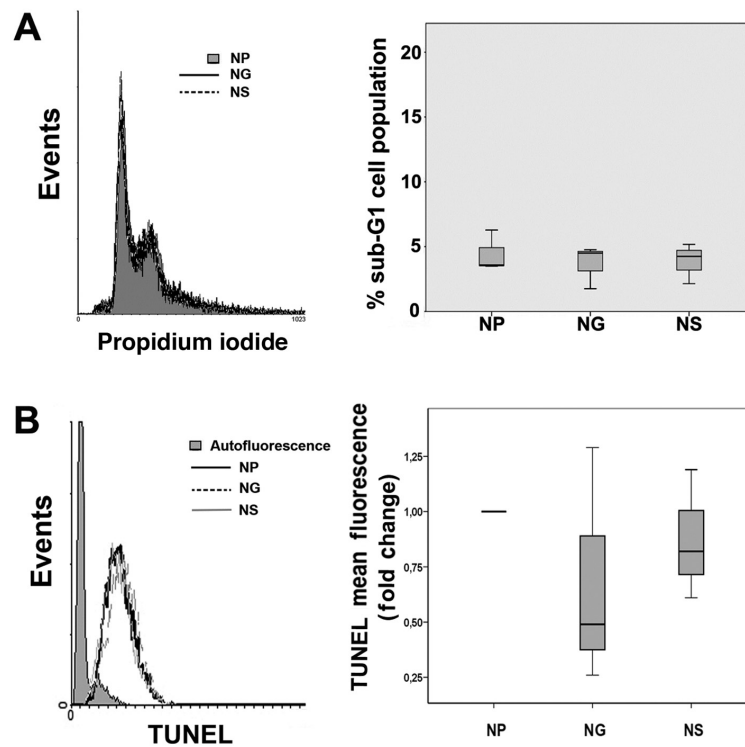 A
NP
NG
NS
Events
0
1023
Propidium iodide
% sub-G1 cell population
20
15
10
5
0
NP
NG
NS
B
Autofluorescence
NP
NG
NS
Events
0
0
TUNEL
TUNEL mean fluorescence
(fold change)
1,25
1,00
0,75
0,50
0,25
NP
NG
NS